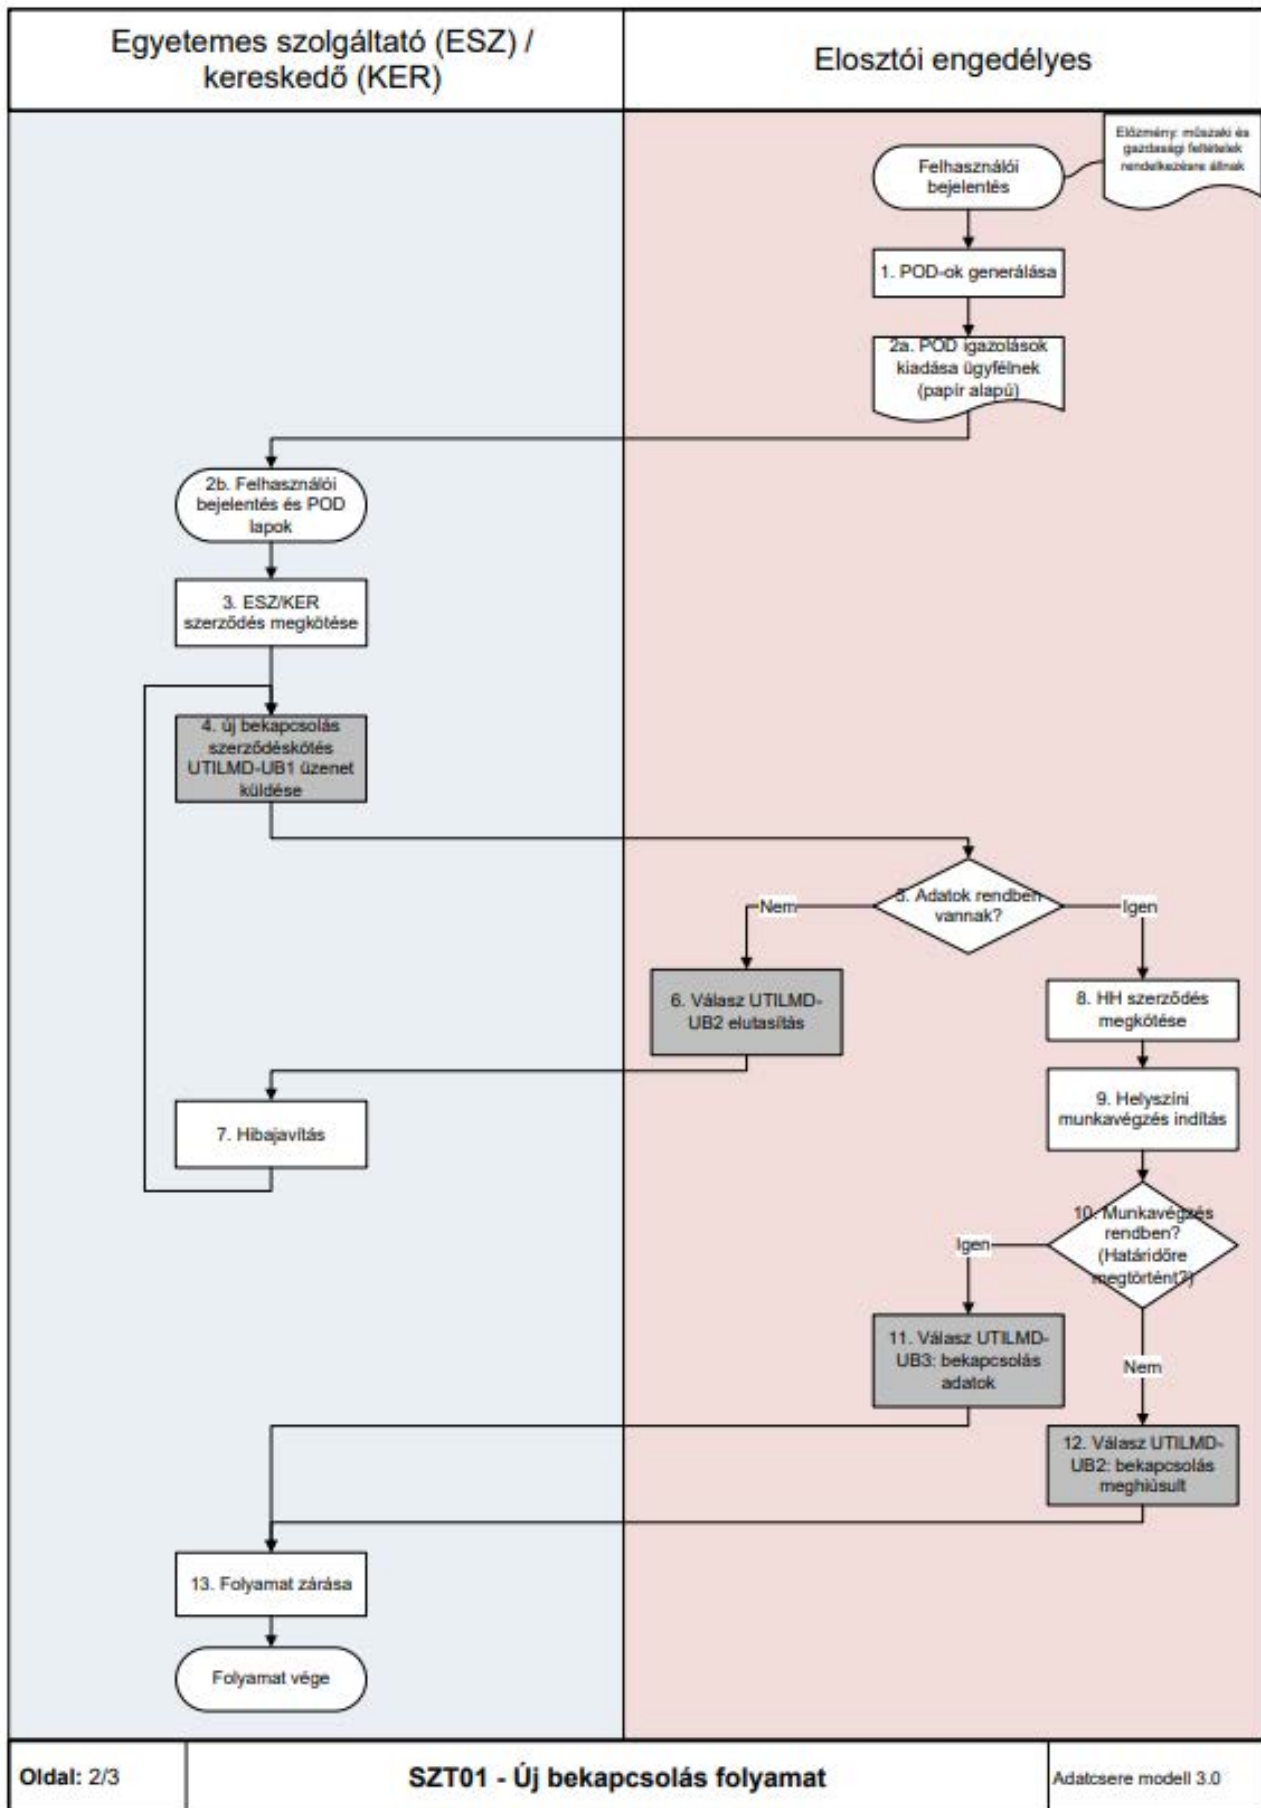 Egyetemes szolgáltató (ESZ) /
kereskedő (KER)
Elosztói engedélyes
Előzmény: műszaki és
gazdasági feltételek
rendelkezésre állnak
Felhasználói
bejelentés
1. POD-ok generálása
2a. POD igazolások
kiadása ügyfélnek
(papír alapú)
2b. Felhasználói
bejelentés és POD
lapok
3. ESZ/KER
szerződés megkötése
4. új bekapcsolás
szerződéskötés
UTILMD-UB1 üzenet
küldése
5. Adatok rendben
vannak?
Nem
Igen
6. Válasz UTILMD-
UB2 elutasítás
8. HH szerződés
megkötése
9. Helyszíni
munkavégzés indítás
7. Hibajavítás
10. Munkavégzés
rendben?
(Határidőre
megtörtént?)
Igen
11. Válasz UTILMD-
UB3: bekapcsolás
adatok
Nem
12. Válasz UTILMD-
UB2: bekapcsolás
meghiúsult
13. Folyamat zárása
Folyamat vége
Oldal: 2/3
SZT01 - Új bekapcsolás folyamat
Adatcsere modell 3.0